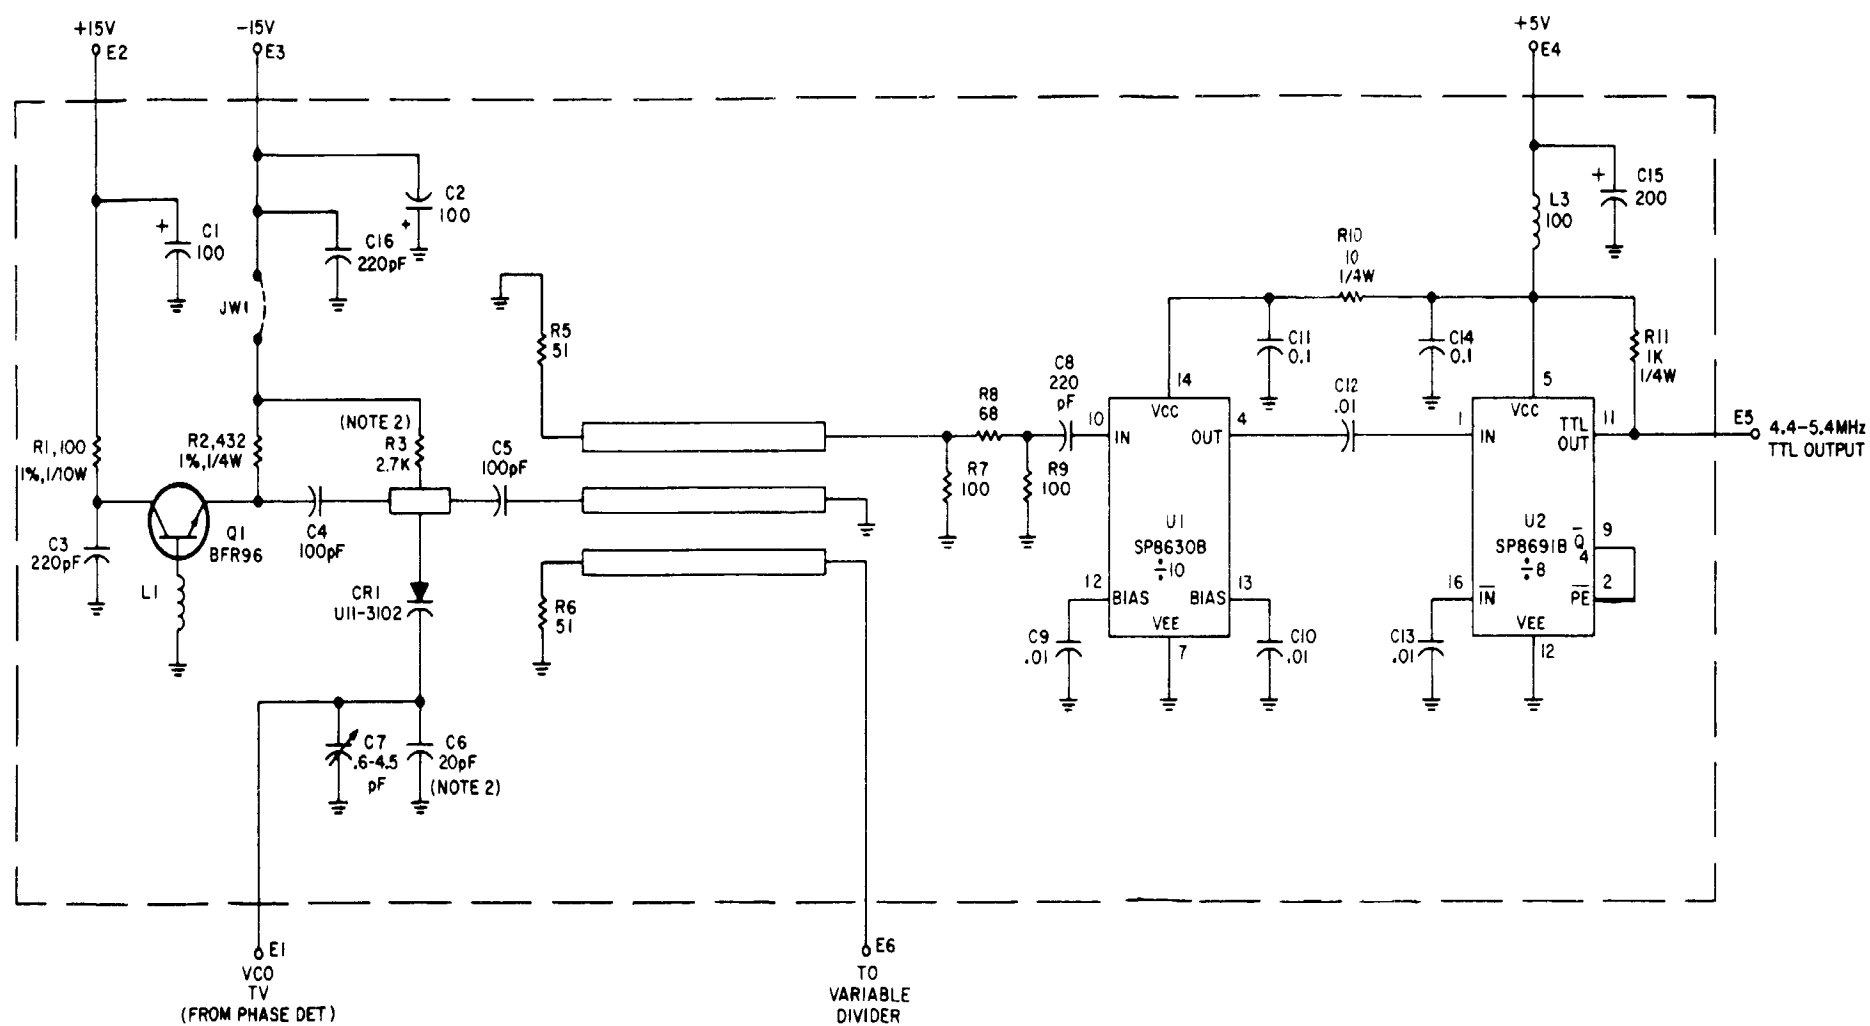 +15V
E2
-15V
E3
+5V
E4
+
C1
100
C2
100
+
C16
220pF
JW1
+
C15
200
L3
100
R10
10
1/4W
R5
51
C11
0.1
C14
0.1
R11
1K
1/4W
R1,100
1%,1/10W
R2,432
1%,1/4W
(NOTE 2)
R3
2.7K
C5
100pF
C4
100pF
C3
220pF
Q1
BFR96
L1
CR1
U11-3102
R6
51
R8
68
R7
100
R9
100
C8
220
pF
14
VCC
10
IN
4
OUT
U1
SP8630B
÷10
12
BIAS
13
BIAS
VEE
7
C9
.01
C10
.01
C12
.01
5
VCC
1
IN
11
TTL
OUT
E5
4.4-5.4MHz
TTL OUTPUT
U2
SP8691B
÷8
9
Q̅
4
2
P̅E̅
16
I̅N̅
VEE
12
C13
.01
C7
.6-4.5
pF
C6
20pF
(NOTE 2)
E1
VCO
TV
(FROM PHASE DET)
E6
TO
VARIABLE
DIVIDER